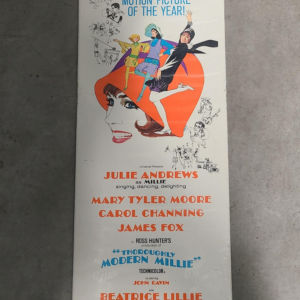 MOTION PICTURE
OF THE YEAR!
JULIE ANDREWS
as MILLIE
singing, dancing, delighting
MARY TYLER MOORE
CAROL CHANNING
JAMES FOX
in ROSS HUNTER'S
"THOROUGHLY
MODERN MILLIE"
TECHNICOLOR
JOHN GAVIN
BEATRICE LILLIE